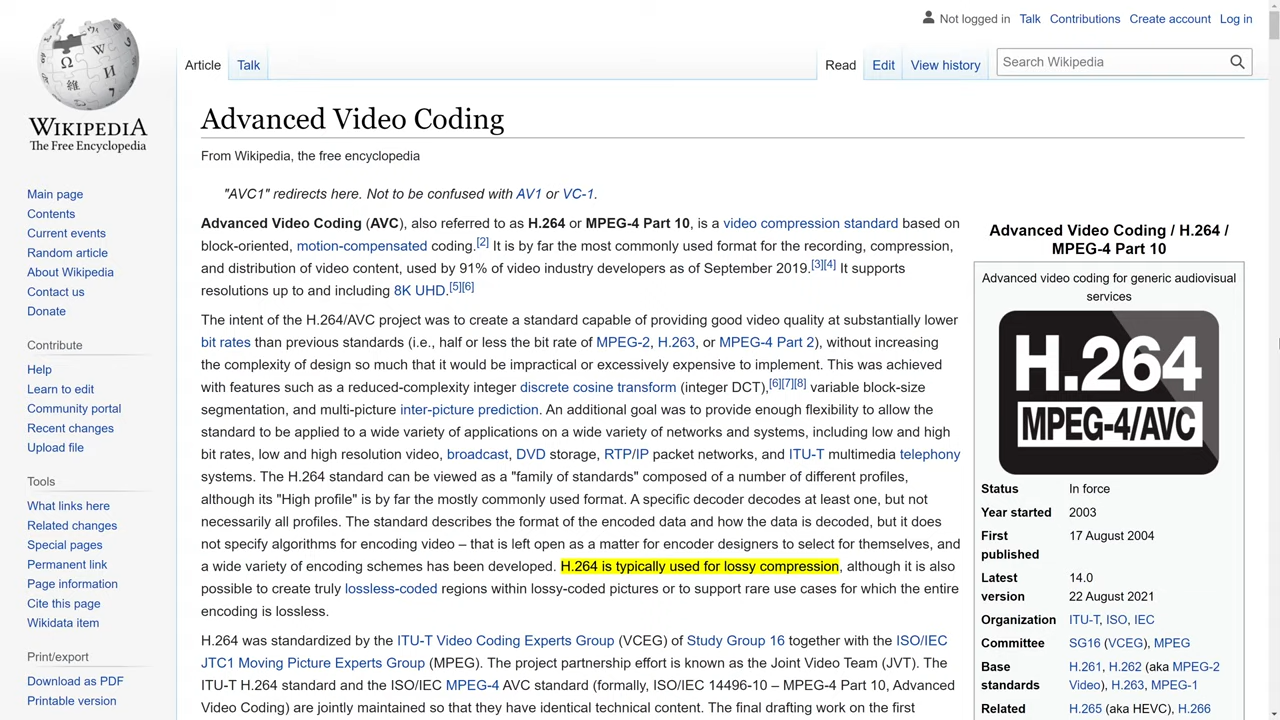 Not logged in Talk Contributions Create account Log in
Article Talk Read Edit View history Search Wikipedia
WIKIPEDIA
The Free Encyclopedia
Main page
Contents
Current events
Random article
About Wikipedia
Contact us
Donate
Contribute
Help
Learn to edit
Community portal
Recent changes
Upload file
Tools
What links here
Related changes
Special pages
Permanent link
Page information
Cite this page
Wikidata item
Print/export
Download as PDF
Printable version
Advanced Video Coding
From Wikipedia, the free encyclopedia
"AVC1" redirects here. Not to be confused with AV1 or VC-1.
Advanced Video Coding (AVC), also referred to as H.264 or MPEG-4 Part 10, is a video compression standard based on
block-oriented, motion-compensated coding.[2] It is by far the most commonly used format for the recording, compression,
and distribution of video content, used by 91% of video industry developers as of September 2019.[3][4] It supports
resolutions up to and including 8K UHD.[5][6]
The intent of the H.264/AVC project was to create a standard capable of providing good video quality at substantially lower
bit rates than previous standards (i.e., half or less the bit rate of MPEG-2, H.263, or MPEG-4 Part 2), without increasing
the complexity of design so much that it would be impractical or excessively expensive to implement. This was achieved
with features such as a reduced-complexity integer discrete cosine transform (integer DCT),[6][7][8] variable block-size
segmentation, and multi-picture inter-picture prediction. An additional goal was to provide enough flexibility to allow the
standard to be applied to a wide variety of applications on a wide variety of networks and systems, including low and high
bit rates, low and high resolution video, broadcast, DVD storage, RTP/IP packet networks, and ITU-T multimedia telephony
systems. The H.264 standard can be viewed as a "family of standards" composed of a number of different profiles,
although its "High profile" is by far the mostly commonly used format. A specific decoder decodes at least one, but not
necessarily all profiles. The standard describes the format of the encoded data and how the data is decoded, but it does
not specify algorithms for encoding video – that is left open as a matter for encoder designers to select for themselves, and
a wide variety of encoding schemes has been developed. H.264 is typically used for lossy compression, although it is also
possible to create truly lossless-coded regions within lossy-coded pictures or to support rare use cases for which the entire
encoding is lossless.
H.264 was standardized by the ITU-T Video Coding Experts Group (VCEG) of Study Group 16 together with the ISO/IEC
JTC1 Moving Picture Experts Group (MPEG). The project partnership effort is known as the Joint Video Team (JVT). The
ITU-T H.264 standard and the ISO/IEC MPEG-4 AVC standard (formally, ISO/IEC 14496-10 – MPEG-4 Part 10, Advanced
Video Coding) are jointly maintained so that they have identical technical content. The final drafting work on the first
Advanced Video Coding / H.264 /
MPEG-4 Part 10
Advanced video coding for generic audiovisual
services
H.264
MPEG-4/AVC
Status In force
Year started 2003
First 17 August 2004
published
Latest 14.0
version 22 August 2021
Organization ITU-T, ISO, IEC
Committee SG16 (VCEG), MPEG
Base H.261, H.262 (aka MPEG-2
standards Video), H.263, MPEG-1
Related H.265 (aka HEVC), H.266